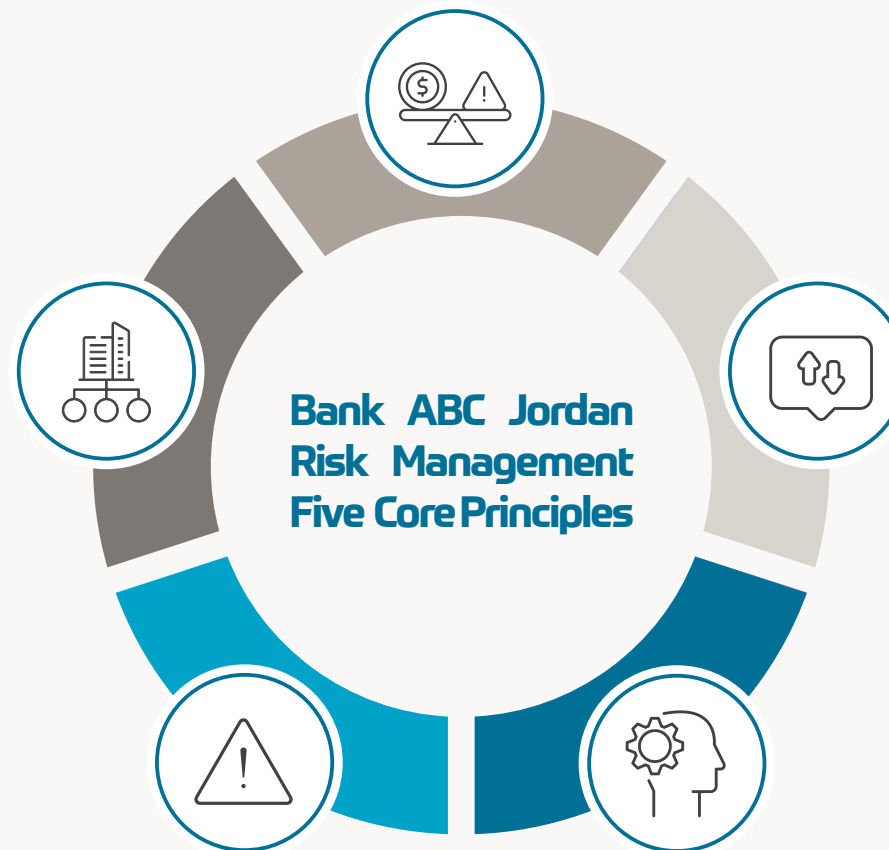 $
!
Bank ABC Jordan
Risk Management
Five Core Principles
!